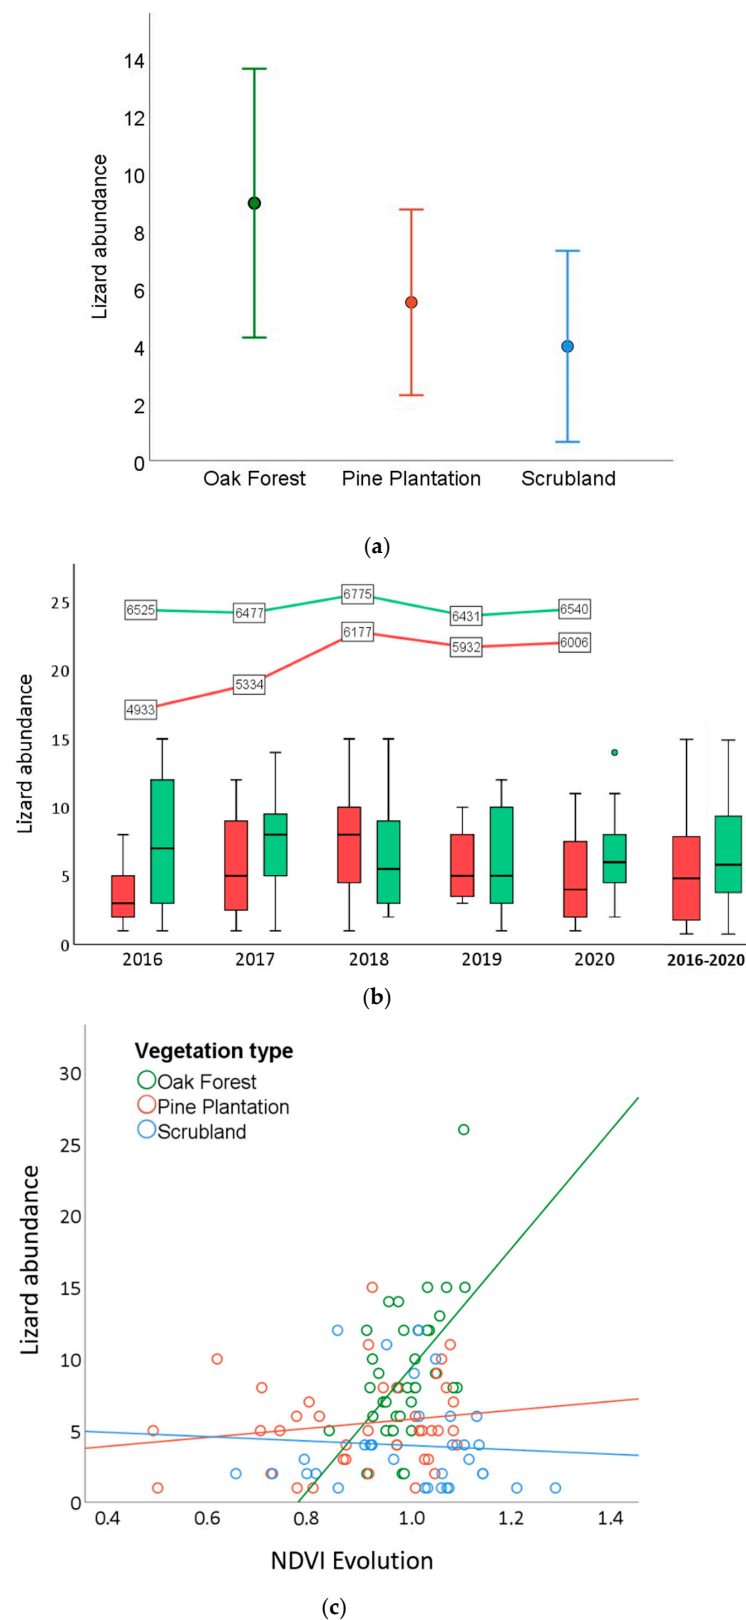 14
12
10
8
6
4
2
0
Lizard abundance
Oak Forest Pine Plantation Scrubland
(a)
25
20
15
10
5
0
Lizard abundance
6525 6477 6775 6431 6540
4933 5334 6177 5932 6006
2016 2017 2018 2019 2020 2016-2020
(b)
Vegetation type
Oak Forest
Pine Plantation
Scrubland
30
25
20
15
10
5
0
Lizard abundance
0.4 0.6 0.8 1.0 1.2 1.4
NDVI Evolution
(c)